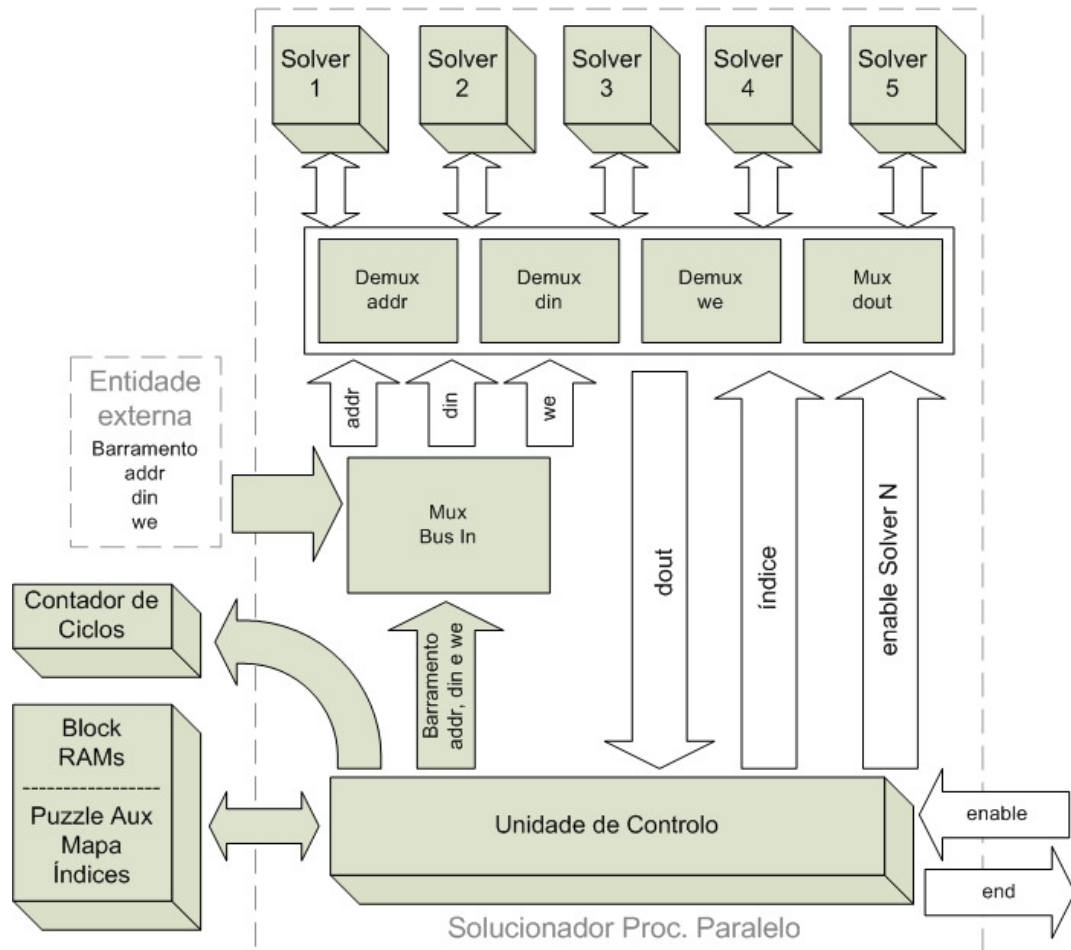 Solver
1
Solver
2
Solver
3
Solver
4
Solver
5
Demux
addr
Demux
din
Demux
we
Mux
dout
Entidade
externa
Barramento
addr
din
we
addr
din
we
Mux
Bus In
dout
índice
enable Solver N
Contador de
Ciclos
Barramento
addr, din e we
Block
RAMs
------------------
Puzzle Aux
Mapa
Índices
Unidade de Controlo
enable
end
Solucionador Proc. Paralelo